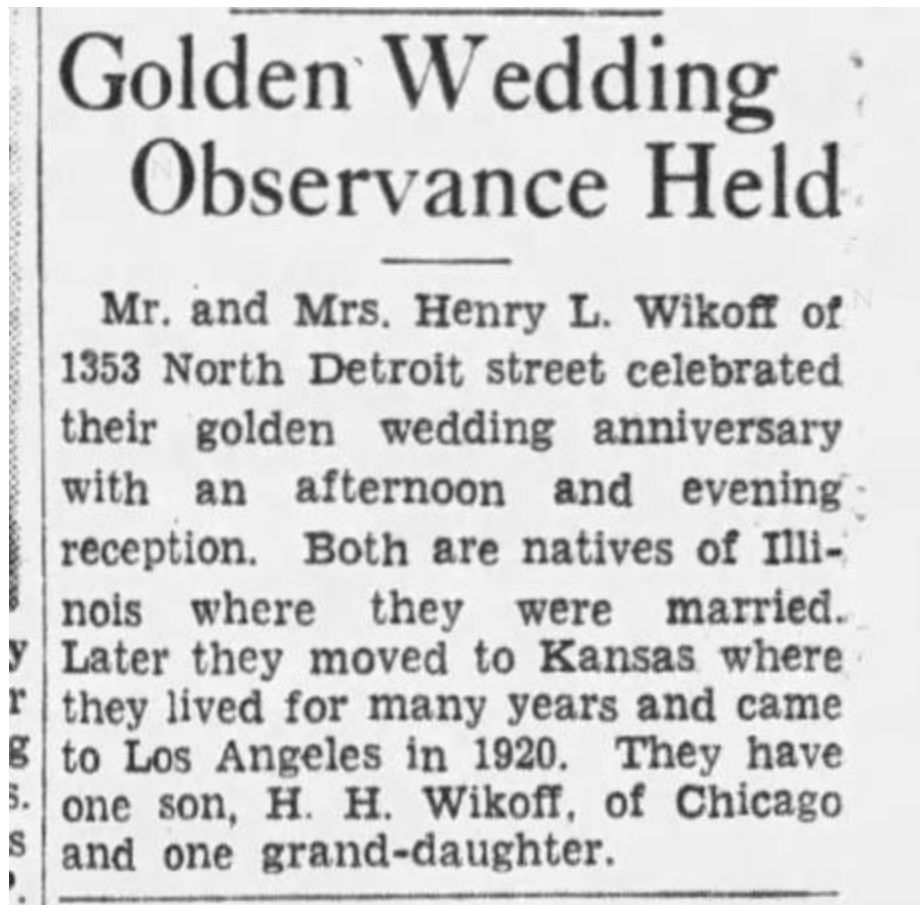 Golden Wedding
Observance Held
Mr. and Mrs. Henry L. Wikoff of
1353 North Detroit street celebrated
their golden wedding anniversary
with an afternoon and evening
reception. Both are natives of Illi-
nois where they were married.
Later they moved to Kansas where
they lived for many years and came
to Los Angeles in 1920. They have
one son, H. H. Wikoff, of Chicago
and one grand-daughter.
y
r
g
s.
s